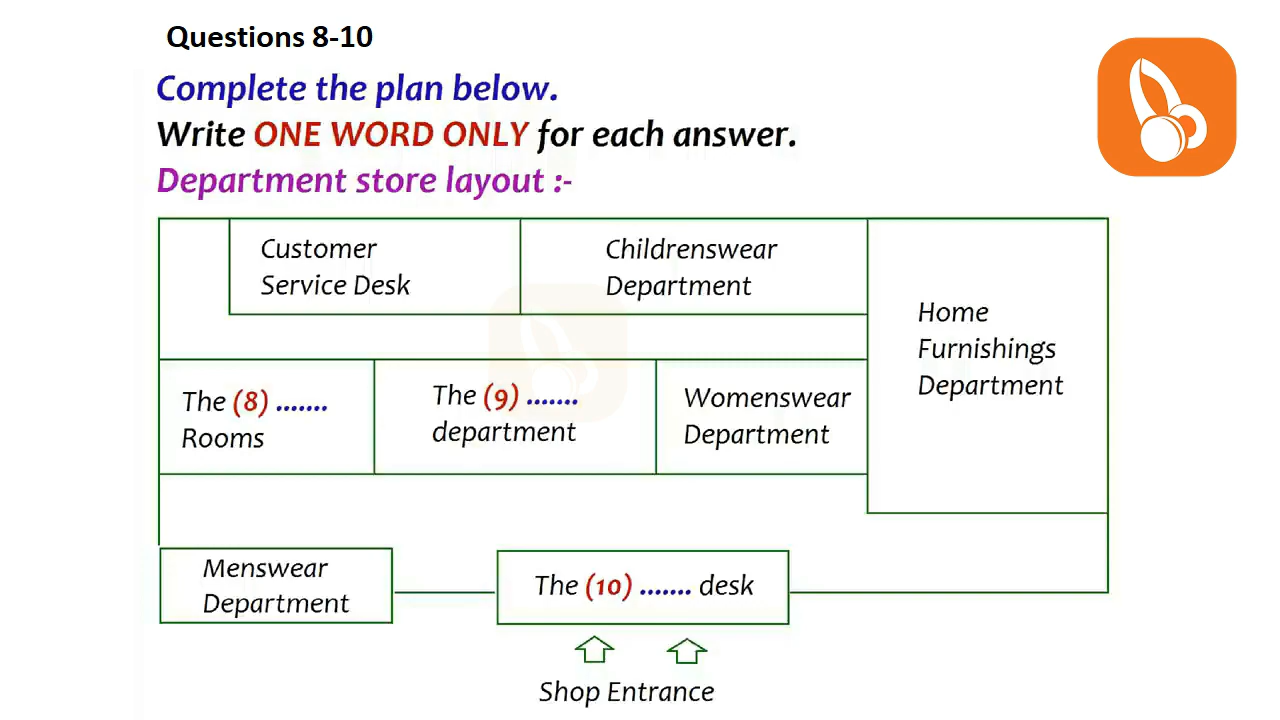 Questions 8-10
Complete the plan below.
Write ONE WORD ONLY for each answer.
Department store layout :-
Customer
Service Desk
Childrenswear
Department
Home
Furnishings
Department
The (8) .......
Rooms
The (9) .......
department
Womenswear
Department
Menswear
Department
The (10) ....... desk
Shop Entrance